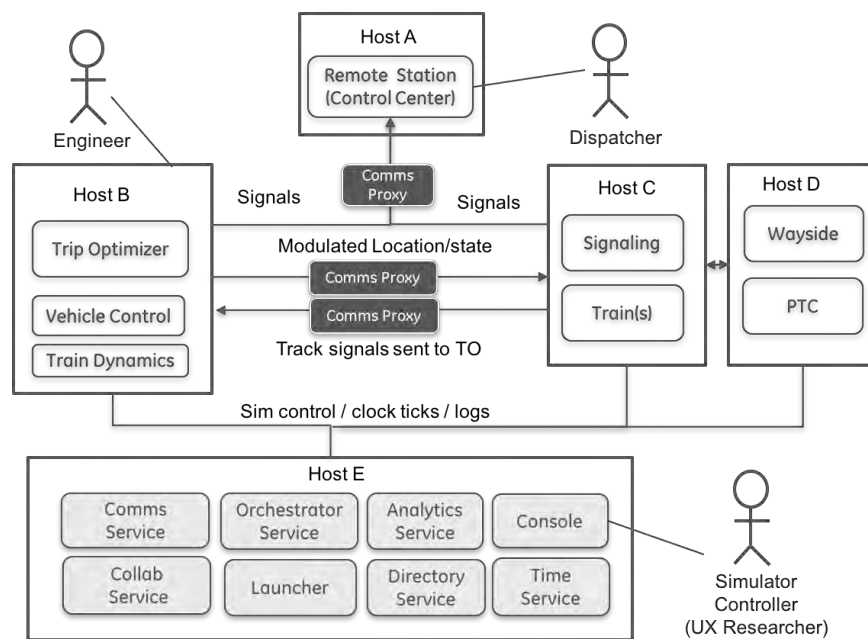 Host A
Remote Station
(Control Center)
Engineer
Dispatcher
Comms
Proxy
Host B
Signals
Signals
Host C
Host D
Trip Optimizer
Signaling
Wayside
Modulated Location/state
Comms Proxy
Vehicle Control
Comms Proxy
Train(s)
PTC
Train Dynamics
Track signals sent to TO
Sim control / clock ticks / logs
Host E
Comms
Service
Orchestrator
Service
Analytics
Service
Console
Collab
Service
Launcher
Directory
Service
Time
Service
Simulator
Controller
(UX Researcher)